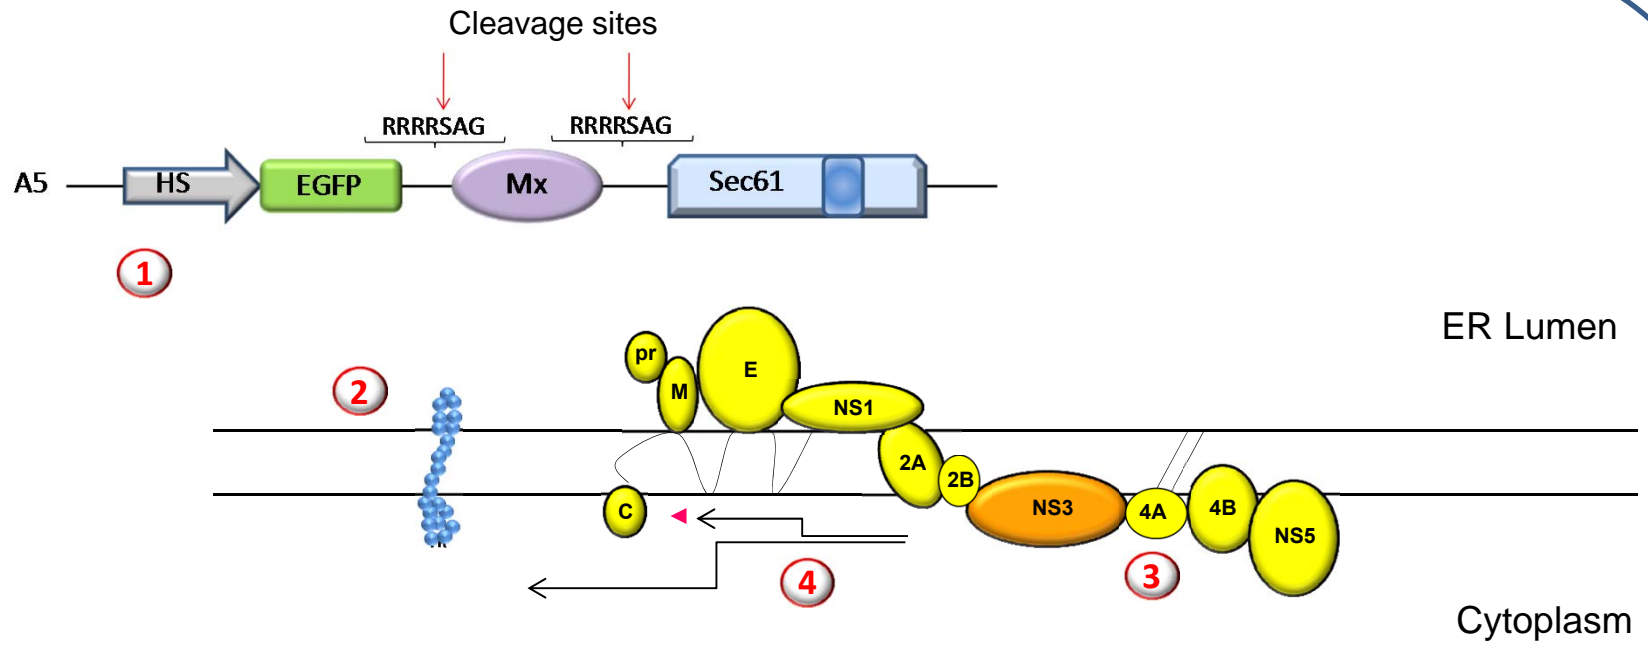 Cleavage sites
RRRRSAG RRRRSAG
A5 HS EGFP Mx Sec61
1
ER Lumen
2
pr M E NS1
2A 2B NS3 4A 4B NS5
C
4
3
Cytoplasm